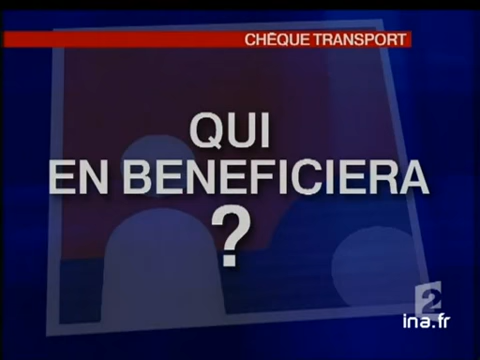 CHÈQUE TRANSPORT
QUI
EN BENEFICIERA
?
2
ina.fr